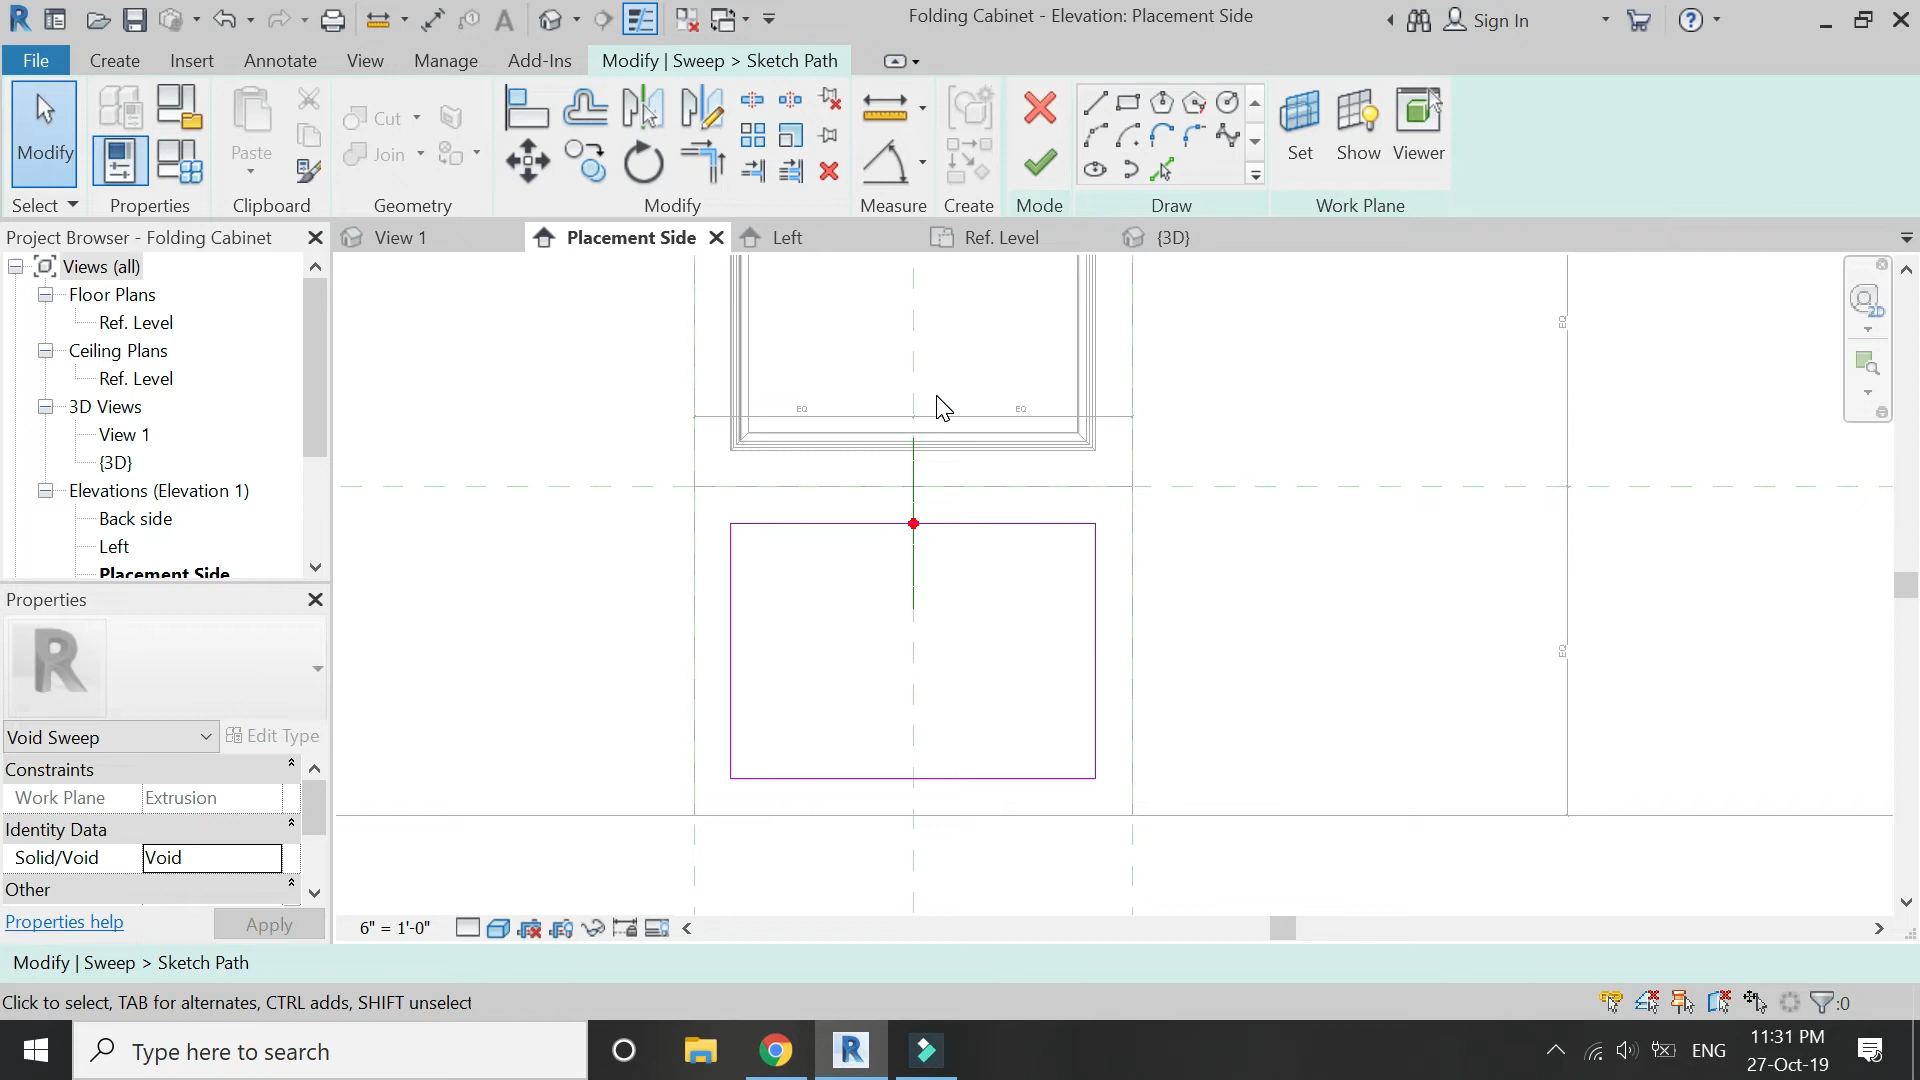 Folding Cabinet - Elevation: Placement Side
Sign In
File
Create
Insert
Annotate
View
Manage
Add-Ins
Modify | Sweep > Sketch Path
Modify
Paste
Cut
Join
Set
Show
Viewer
Select
Properties
Clipboard
Geometry
Modify
Measure
Create
Mode
Draw
Work Plane
Project Browser - Folding Cabinet
View 1
Placement Side
Left
Ref. Level
{3D}
Views (all)
Floor Plans
Ref. Level
Ceiling Plans
Ref. Level
3D Views
View 1
{3D}
Elevations (Elevation 1)
Back side
Left
Placement Side
EQ
EQ
EQ
EQ
2D
Properties
R
Void Sweep
Edit Type
Constraints
Work Plane
Extrusion
Identity Data
Solid/Void
Void
Other
Properties help
Apply
6" = 1'-0"
Modify | Sweep > Sketch Path
Click to select, TAB for alternates, CTRL adds, SHIFT unselect
:0
Type here to search
ENG
11:31 PM
27-Oct-19